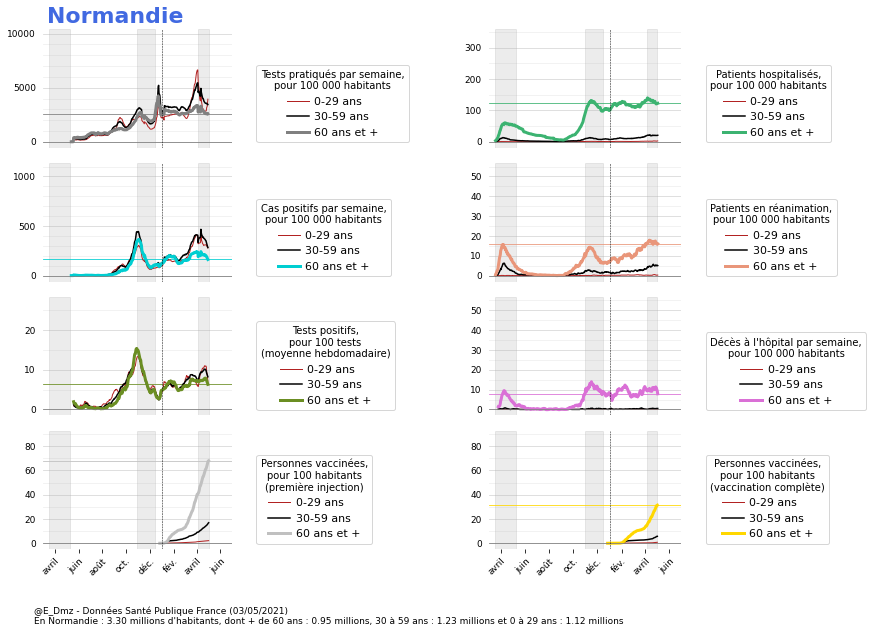 Normandie
10000
5000
0
Tests pratiqués par semaine,
pour 100 000 habitants
0-29 ans
30-59 ans
60 ans et +
300
200
100
0
Patients hospitalisés,
pour 100 000 habitants
0-29 ans
30-59 ans
60 ans et +
1000
500
0
Cas positifs par semaine,
pour 100 000 habitants
0-29 ans
30-59 ans
60 ans et +
50
40
30
20
10
0
Patients en réanimation,
pour 100 000 habitants
0-29 ans
30-59 ans
60 ans et +
20
10
0
Tests positifs,
pour 100 tests
(moyenne hebdomadaire)
0-29 ans
30-59 ans
60 ans et +
50
40
30
20
10
0
Décès à l'hôpital par semaine,
pour 100 000 habitants
0-29 ans
30-59 ans
60 ans et +
80
60
40
20
0
Personnes vaccinées,
pour 100 habitants
(première injection)
0-29 ans
30-59 ans
60 ans et +
avril juin août oct. déc. fév. avril juin
80
60
40
20
0
Personnes vaccinées,
pour 100 habitants
(vaccination complète)
0-29 ans
30-59 ans
60 ans et +
avril juin août oct. déc. fév. avril juin
@E_Dmz - Données Santé Publique France (03/05/2021)
En Normandie : 3.30 millions d'habitants, dont + de 60 ans : 0.95 millions, 30 à 59 ans : 1.23 millions et 0 à 29 ans : 1.12 millions